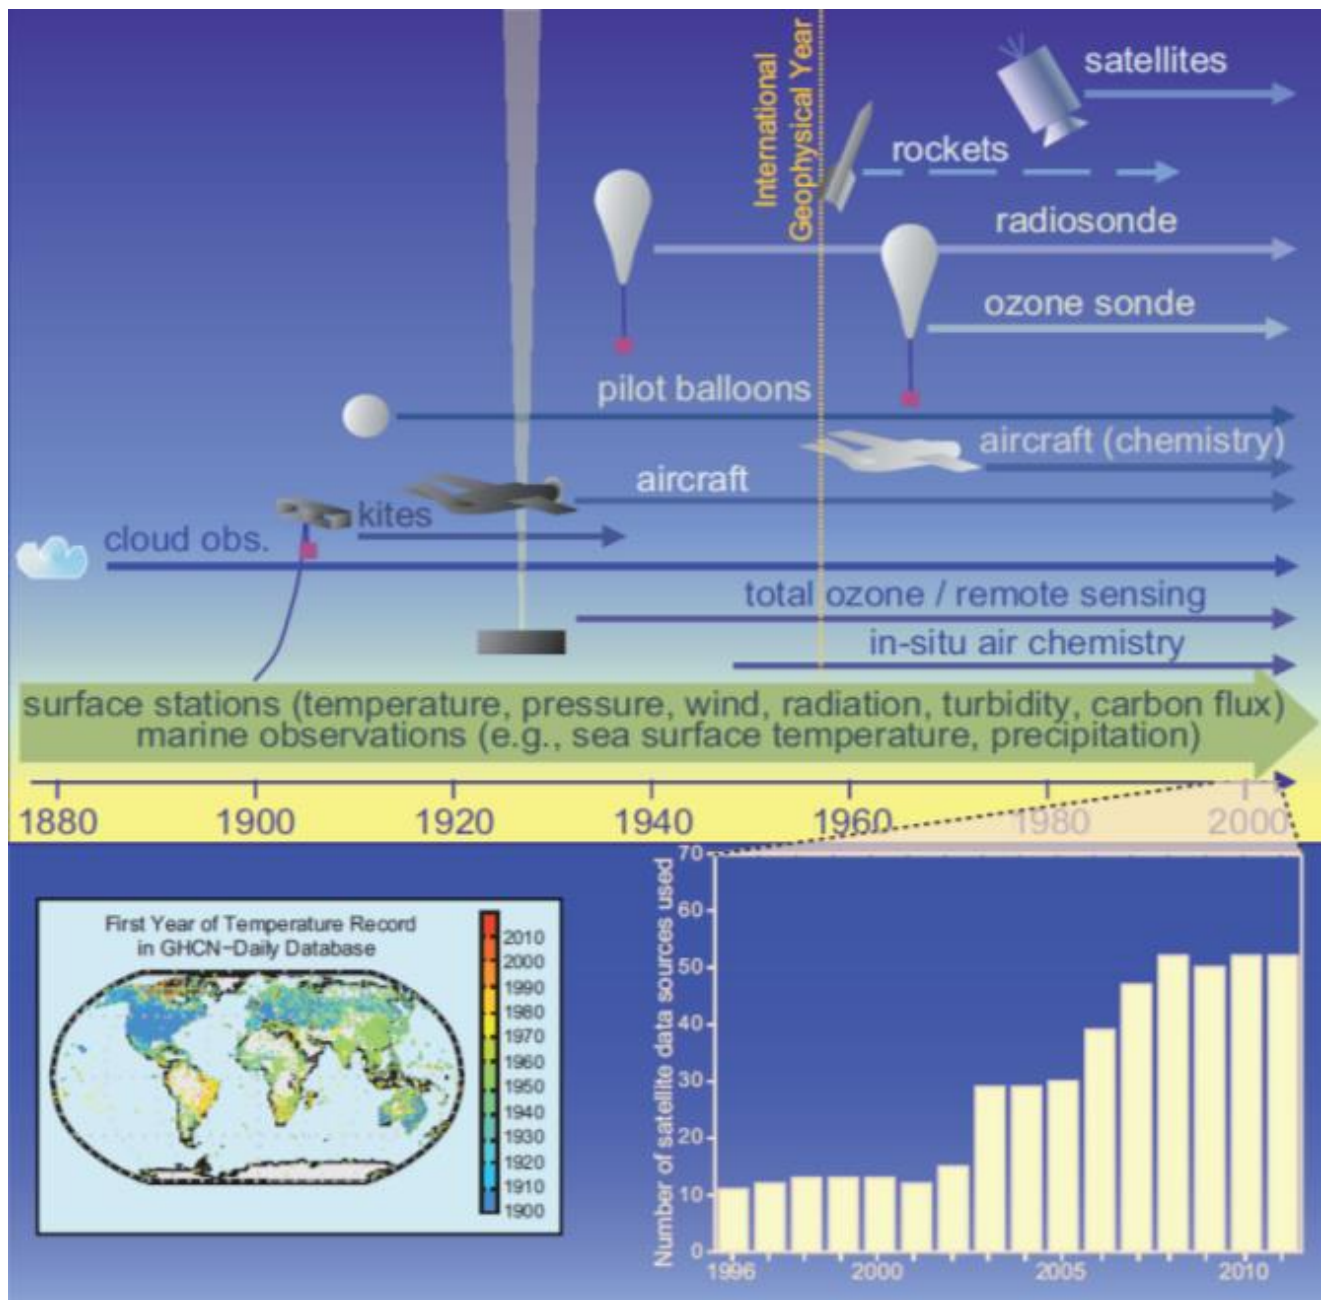 International
Geophysical Year
satellites
rockets
radiosonde
ozone sonde
pilot balloons
aircraft (chemistry)
aircraft
kites
cloud obs.
total ozone / remote sensing
in-situ air chemistry
surface stations (temperature, pressure, wind, radiation, turbidity, carbon flux)
marine observations (e.g., sea surface temperature, precipitation)
1880 1900 1920 1940 1960 1980 2000
First Year of Temperature Record
in GHCN-Daily Database
2010
2000
1990
1980
1970
1960
1950
1940
1930
1920
1910
1900
Number of satellite data sources used
70
60
50
40
30
20
10
0
1996 2000 2005 2010